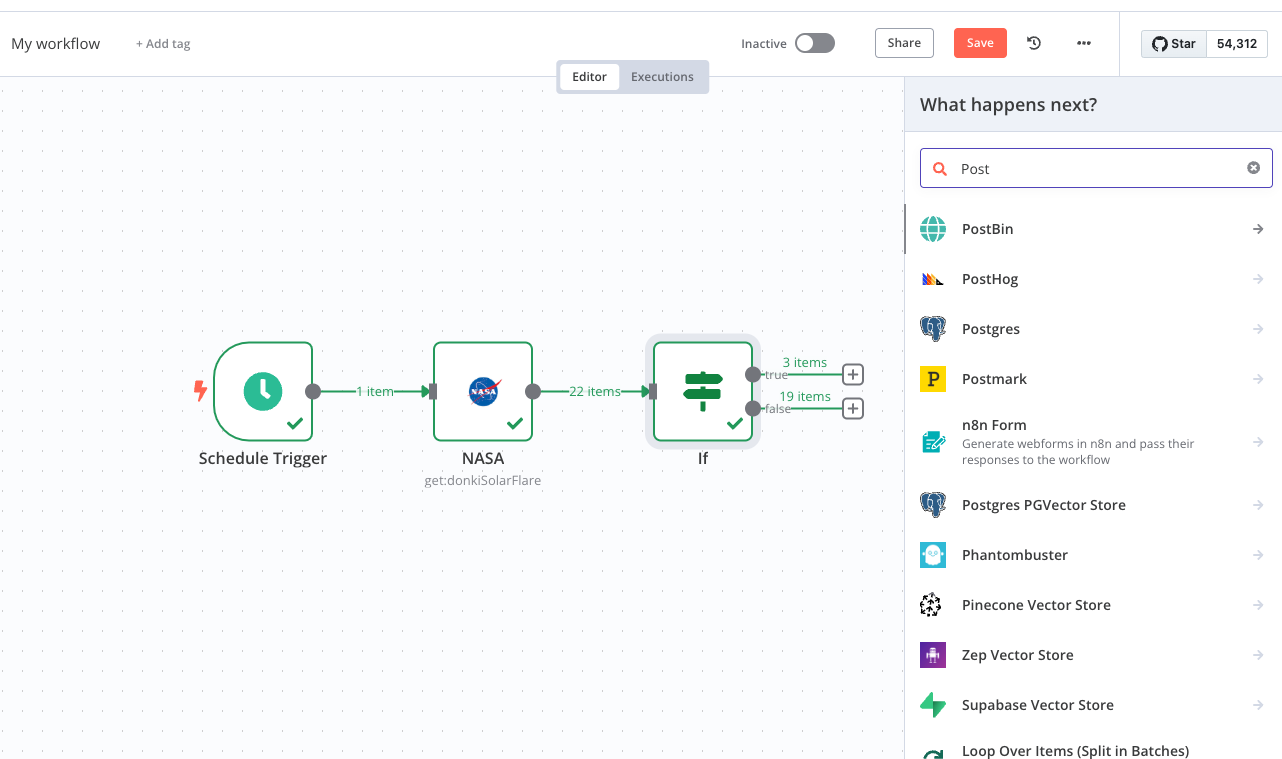 My workflow
+ Add tag
Inactive
Share
Save
Star
54,312
Editor
Executions
What happens next?
Post
PostBin
PostHog
Postgres
Postmark
n8n Form
Generate webforms in n8n and pass their
responses to the workflow
Postgres PGVector Store
Phantombuster
Pinecone Vector Store
Zep Vector Store
Supabase Vector Store
Loop Over Items (Split in Batches)
1 item
NASA
22 items
3 items
true
19 items
false
Schedule Trigger
NASA
get:donkiSolarFlare
If